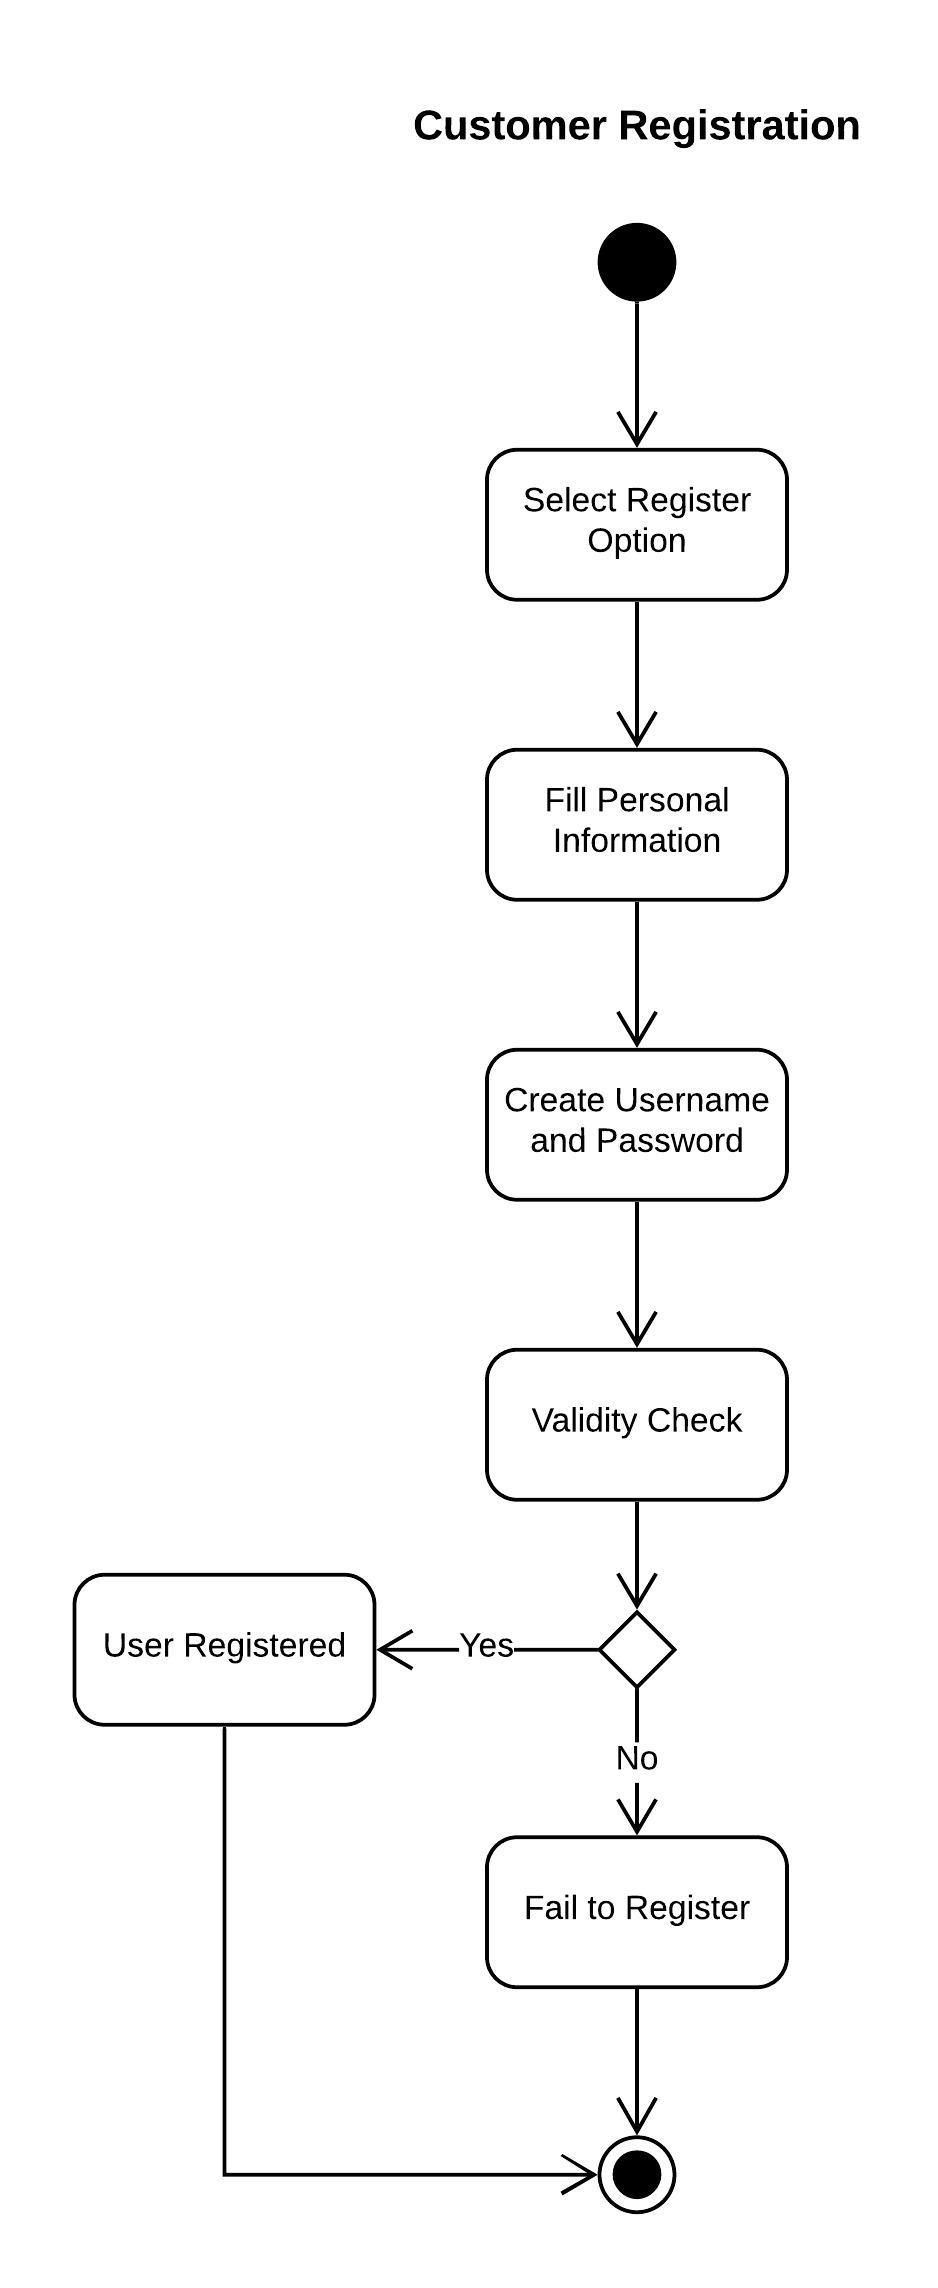 Customer Registration
Select Register
Option
Fill Personal
Information
Create Username
and Password
Validity Check
User Registered
Yes
No
Fail to Register